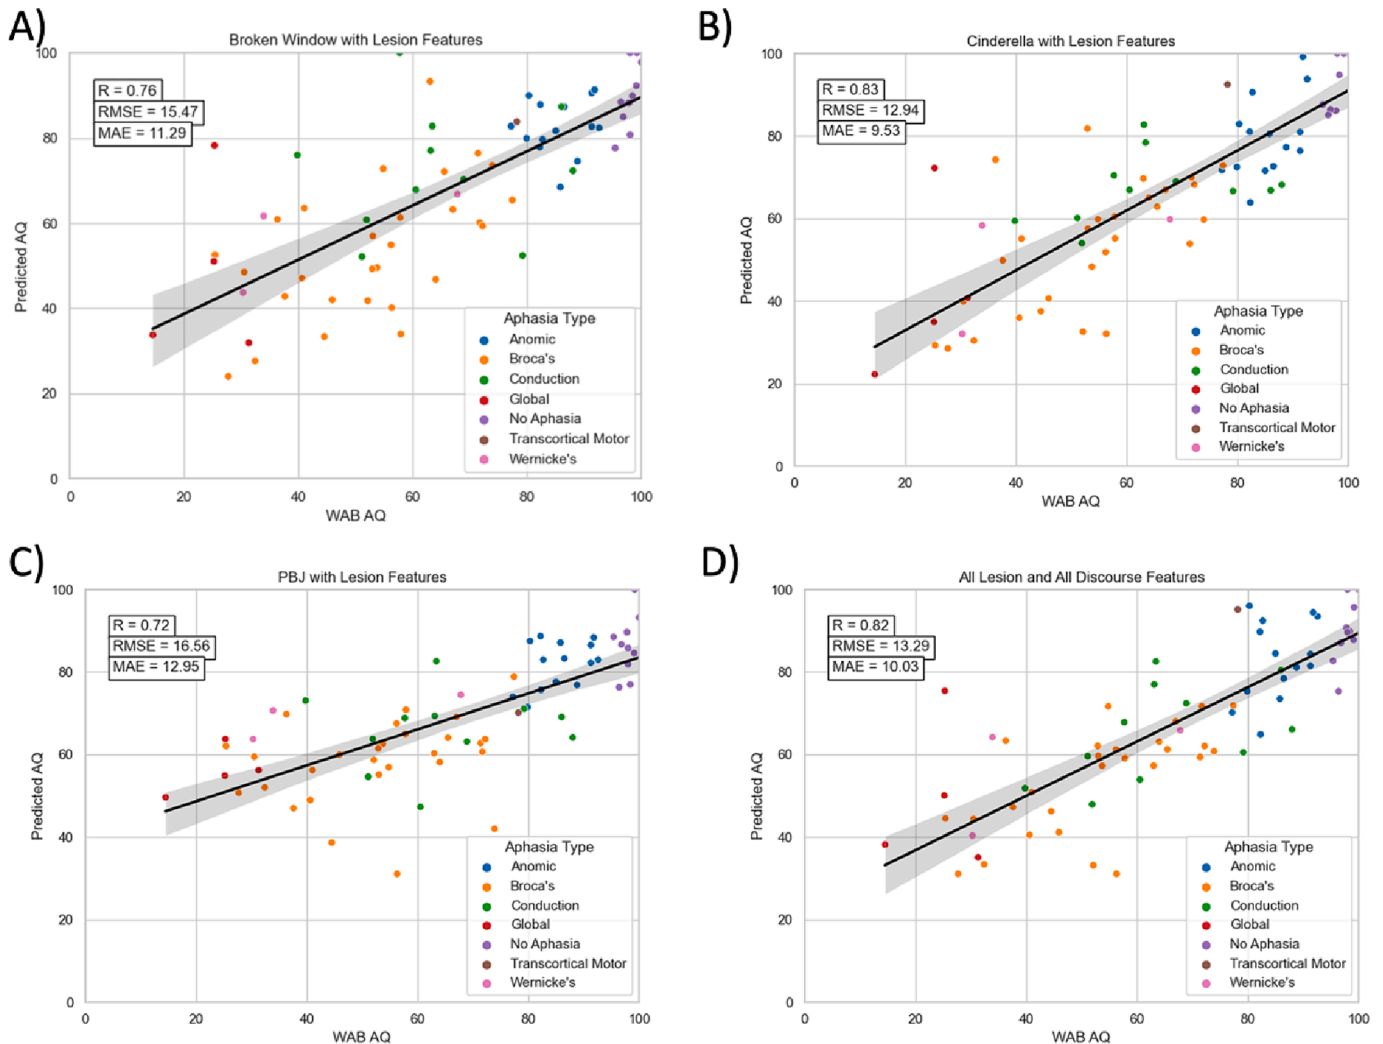 A)
Broken Window with Lesion Features
100
80
60
40
20
0
Predicted AQ
R = 0.76
RMSE = 15.47
MAE = 11.29
Aphasia Type
Anomic
Broca's
Conduction
Global
No Aphasia
Transcortical Motor
Wernicke's
0 20 40 60 80 100
WAB AQ
B)
Cinderella with Lesion Features
100
80
60
40
20
0
Predicted AQ
R = 0.83
RMSE = 12.94
MAE = 9.53
Aphasia Type
Anomic
Broca's
Conduction
Global
No Aphasia
Transcortical Motor
Wernicke's
0 20 40 60 80 100
WAB AQ
C)
PBJ with Lesion Features
100
80
60
40
20
0
Predicted AQ
R = 0.72
RMSE = 16.56
MAE = 12.95
Aphasia Type
Anomic
Broca's
Conduction
Global
No Aphasia
Transcortical Motor
Wernicke's
0 20 40 60 80 100
WAB AQ
D)
All Lesion and All Discourse Features
100
80
60
40
20
0
Predicted AQ
R = 0.82
RMSE = 13.29
MAE = 10.03
Aphasia Type
Anomic
Broca's
Conduction
Global
No Aphasia
Transcortical Motor
Wernicke's
0 20 40 60 80 100
WAB AQ